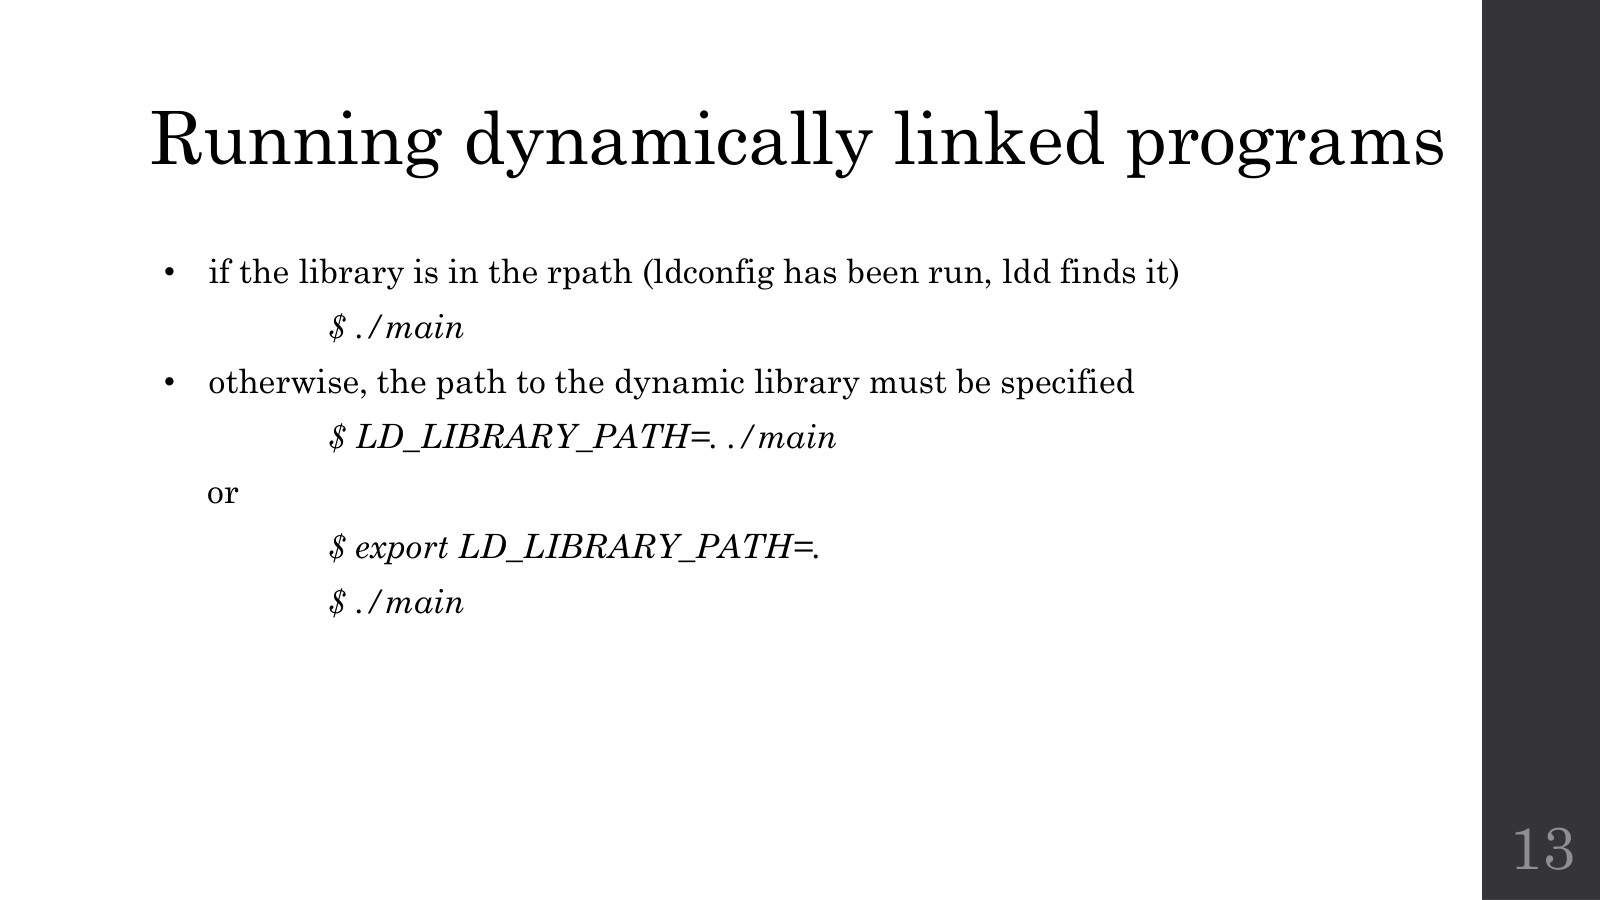 Running dynamically linked programs
• if the library is in the rpath (ldconfig has been run, ldd finds it)
$ ./main
• otherwise, the path to the dynamic library must be specified
$ LD_LIBRARY_PATH=. ./main
or
$ export LD_LIBRARY_PATH=.
$ ./main
13